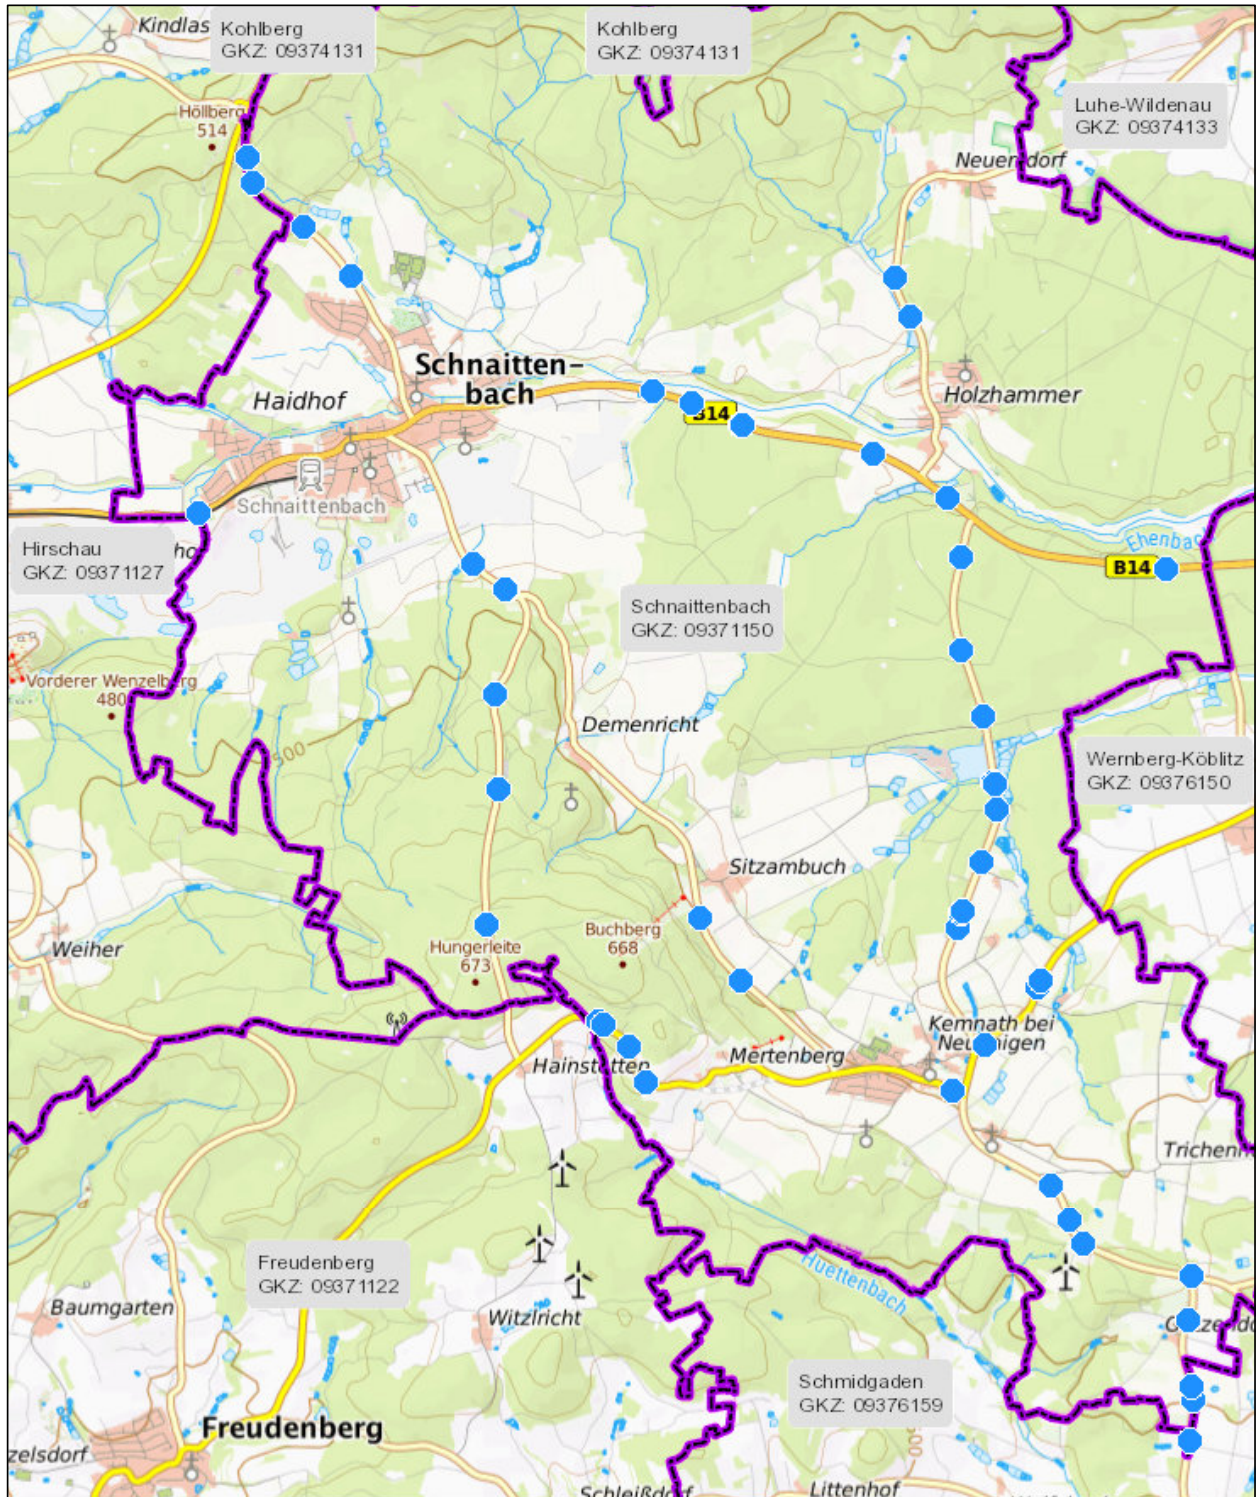 Kindlas
Kohlberg
GKZ: 09374131
Kohlberg
GKZ: 09374131
Luhe-Wildenau
GKZ: 09374133
Höllberg
514
Neuendorf
Schnaitten-
bach
Haidhof
Holzhammer
B14
Schnaittenbach
Hirschau
GKZ: 09371127
Ehenbach
B14
Schnaittenbach
GKZ: 09371150
Vorderer Wenzelberg
480
Demenricht
500
Wernberg-Köblitz
GKZ: 09376150
Sitzambuch
Weiher
Buchberg
668
Hungerleite
673
Kemnath bei
Hainstetten
Mertenberg
Trichenr
Freudenberg
GKZ: 09371122
Huettenbach
Baumgarten
Witzlricht
Schmidgaden
GKZ: 09376159
Freudenberg
zelsdorf
Schleißdorf
Littenhof